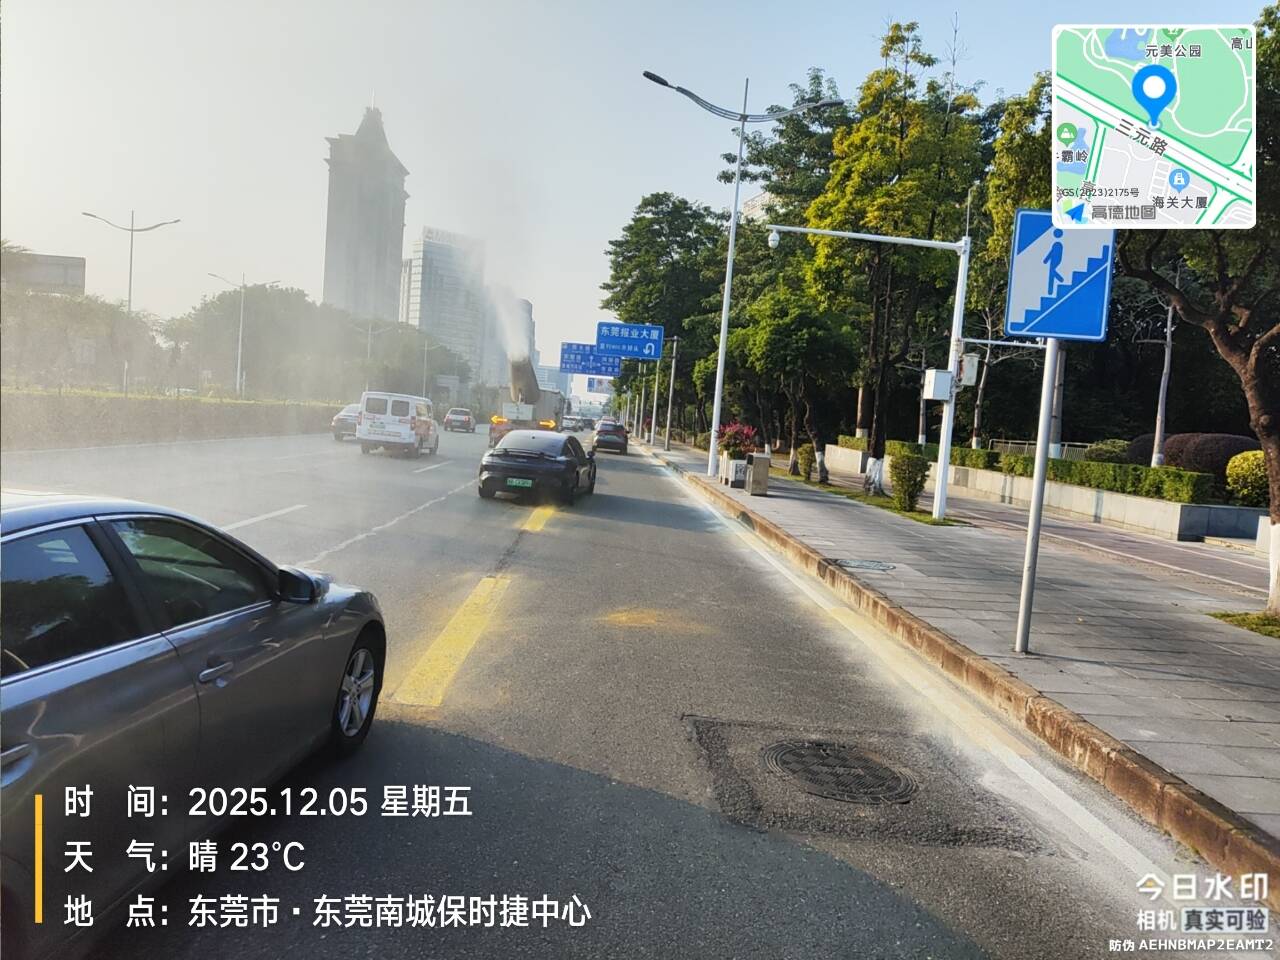 元美公园
高山
三元路
霸岭
GS(2023)2175号
海关大厦
高德地图
东莞报业大厦
时 间: 2025.12.05 星期五
天 气: 晴 23℃
地 点: 东莞市·东莞南城保时捷中心
今日水印
相机 真实可验
防伪 AEHNBMAP2EAMT2